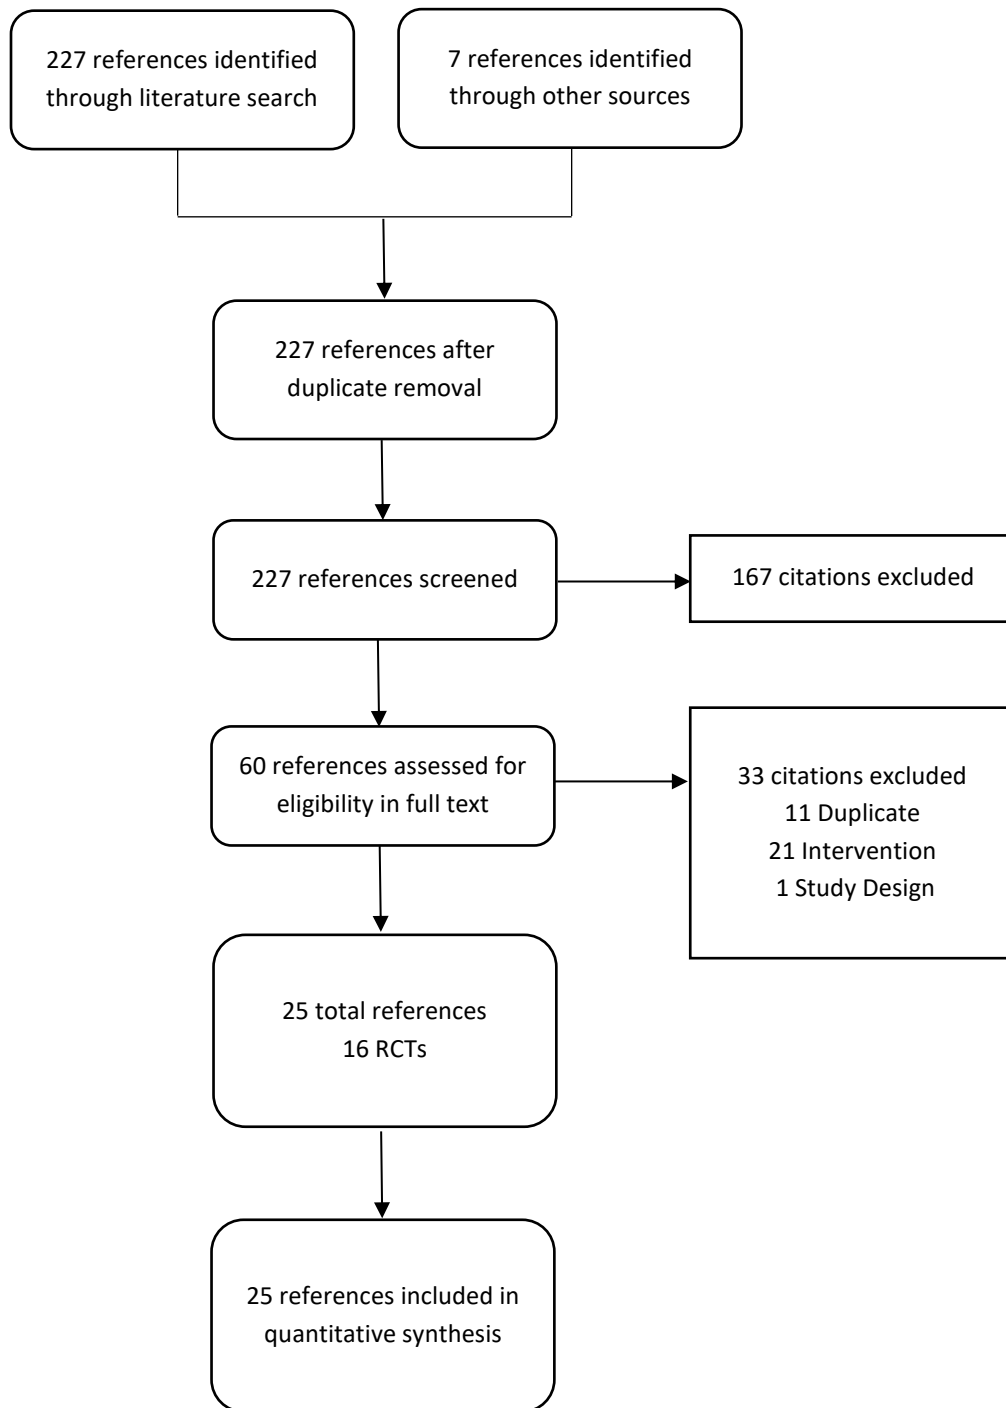 227 references identified
through literature search
7 references identified
through other sources
227 references after
duplicate removal
227 references screened
167 citations excluded
60 references assessed for
eligibility in full text
33 citations excluded
11 Duplicate
21 Intervention
1 Study Design
25 total references
16 RCTs
25 references included in
quantitative synthesis